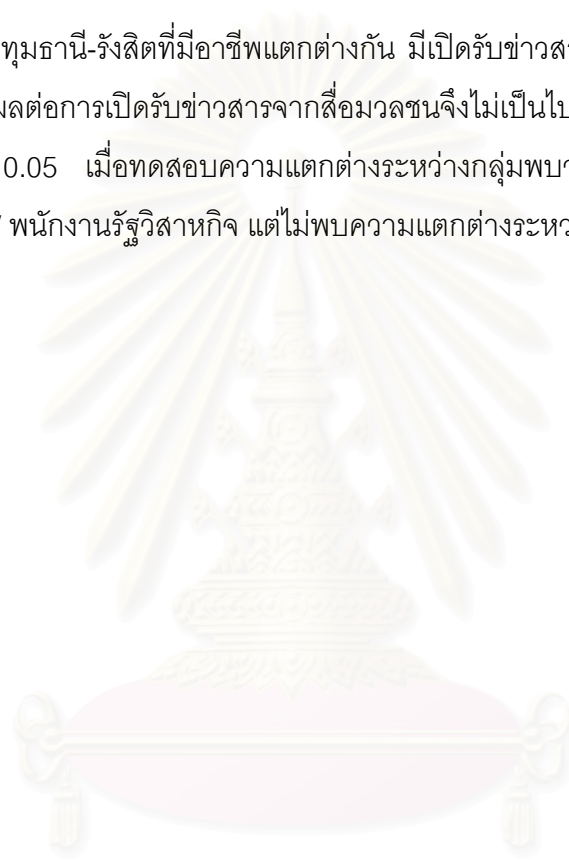 ทุมธานี-รังสิตที่มีอาชีพแตกต่างกัน มีเปิดรับข่าวสา
ผลต่อการเปิดรับข่าวสารจากสื่อมวลชนจึงไม่เป็นไป
0.05 เมื่อทดสอบความแตกต่างระหว่างกลุ่มพบ
พนักงานรัฐวิสาหกิจ แต่ไม่พบความแตกต่างระหว